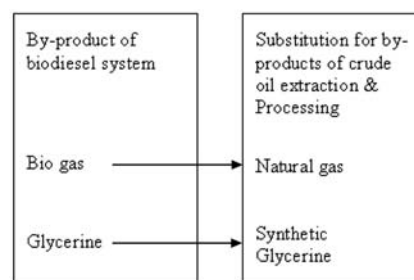 By-product of
biodiesel system
Bio gas
Glycerine
Substitution for by-
products of crude
oil extraction &
Processing
Natural gas
Synthetic
Glycerine